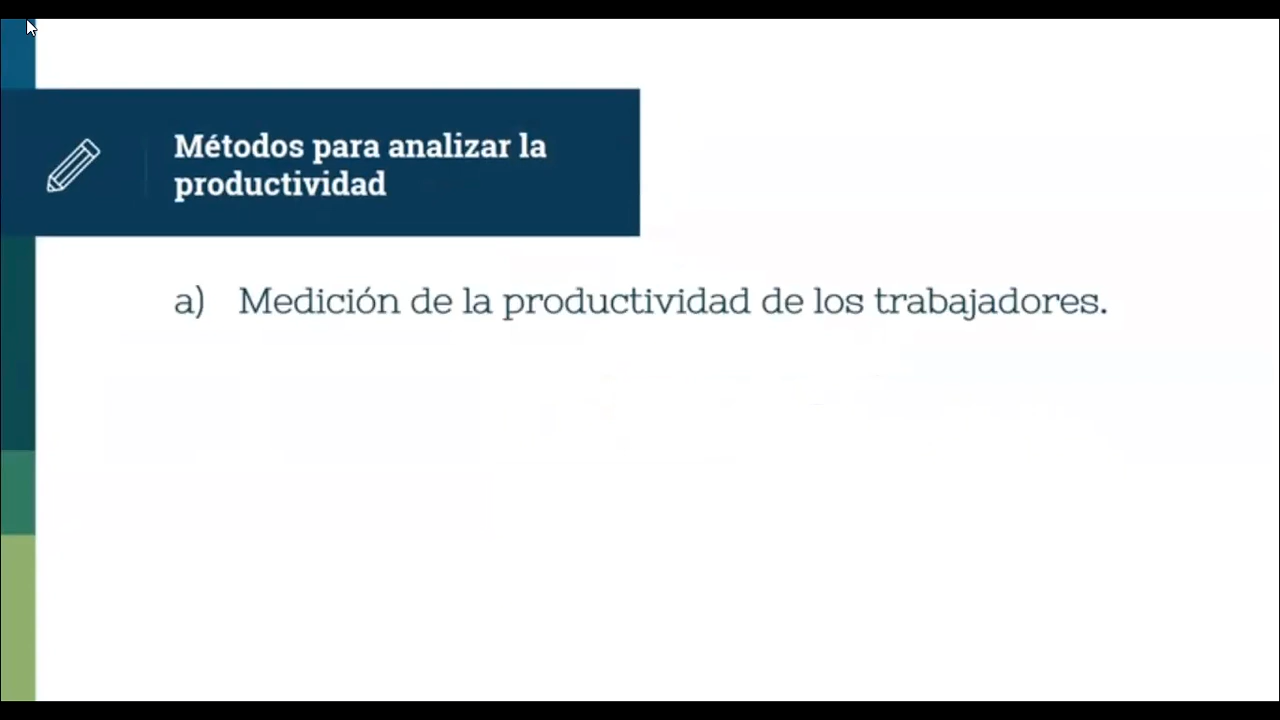 Métodos para analizar la
productividad
a) Medición de la productividad de los trabajadores.